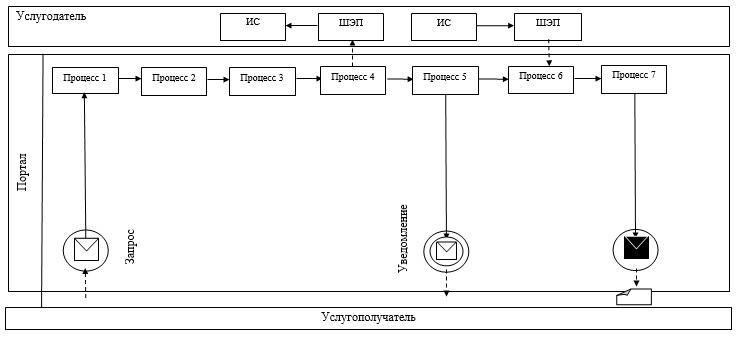 Услугодатель
ИС
ШЭП
ИС
ШЭП
Процесс 1
Процесс 2
Процесс 3
Процесс 4
Процесс 5
Процесс 6
Процесс 7
Портал
Запрос
Уведомление
Услугополучатель